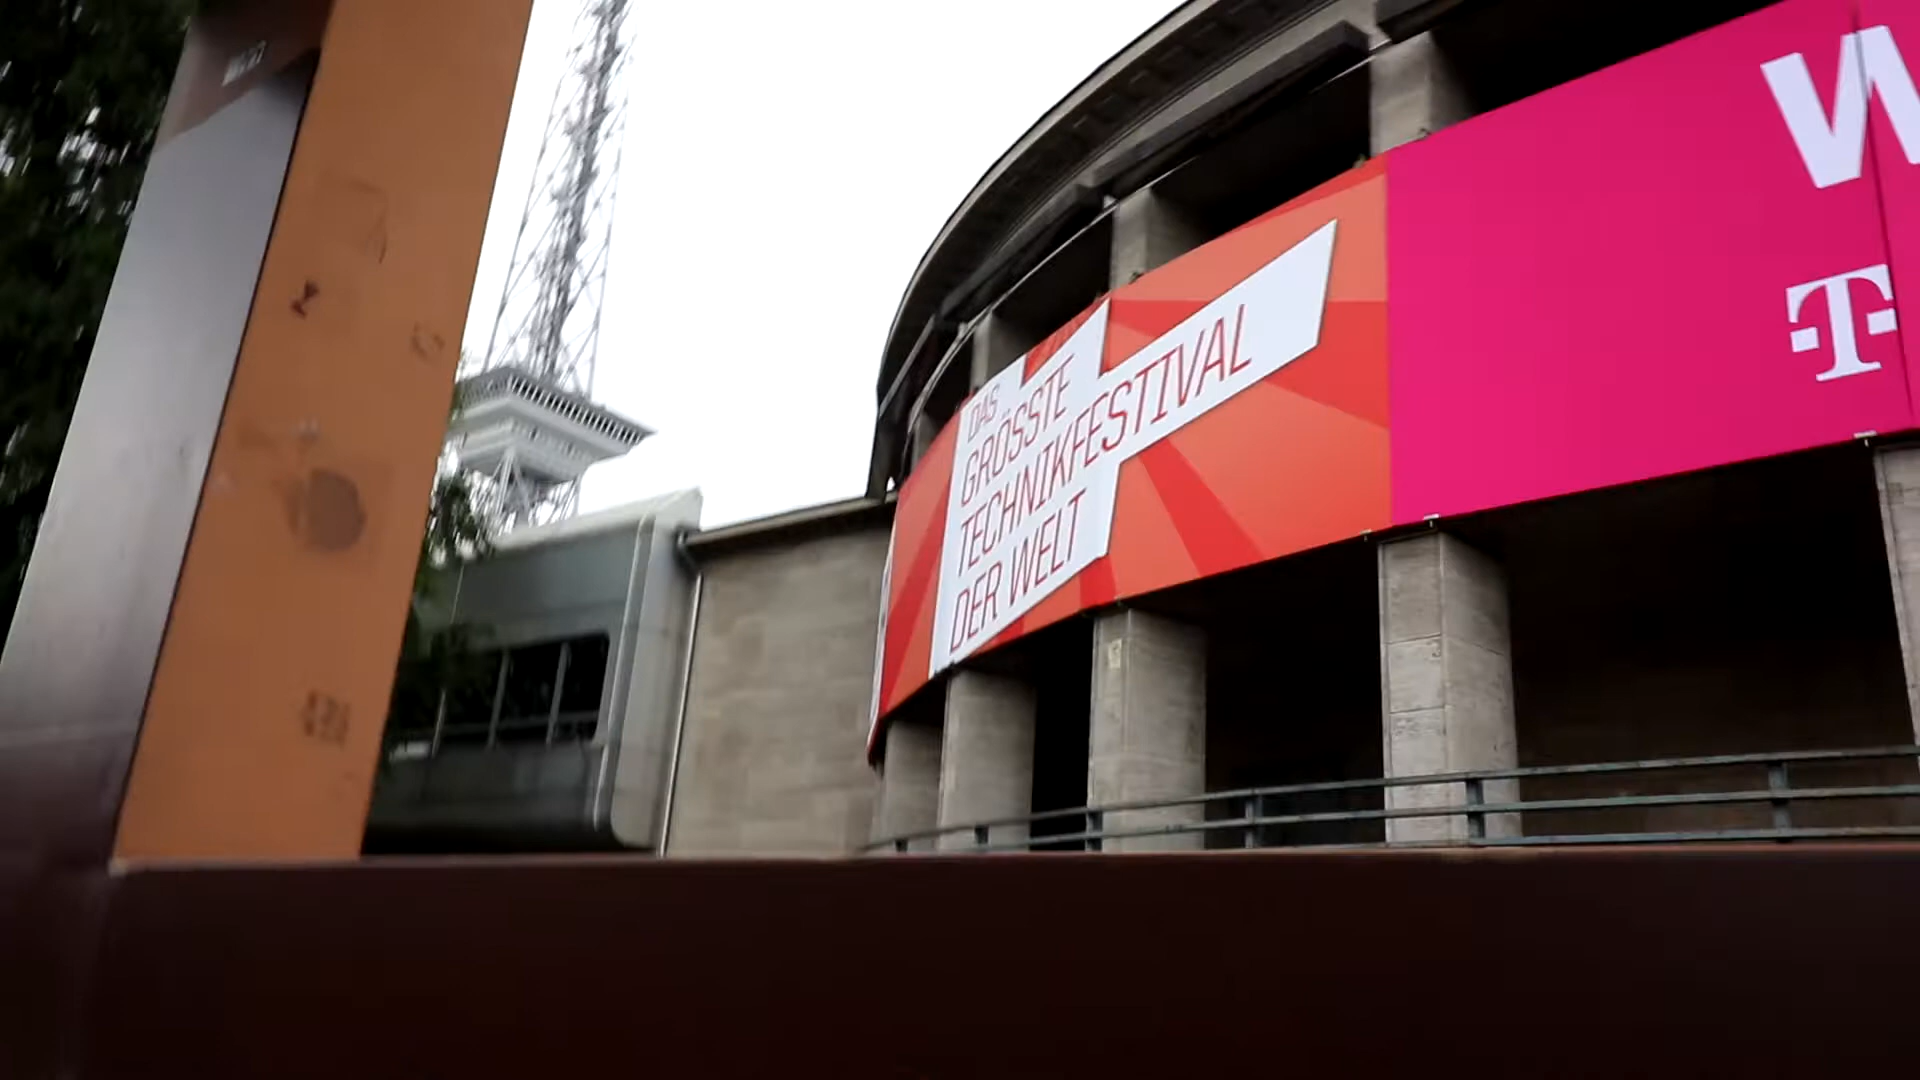 DAS
GRÖSSTE
TECHNIKFESTIVAL
DER WELT
W
T